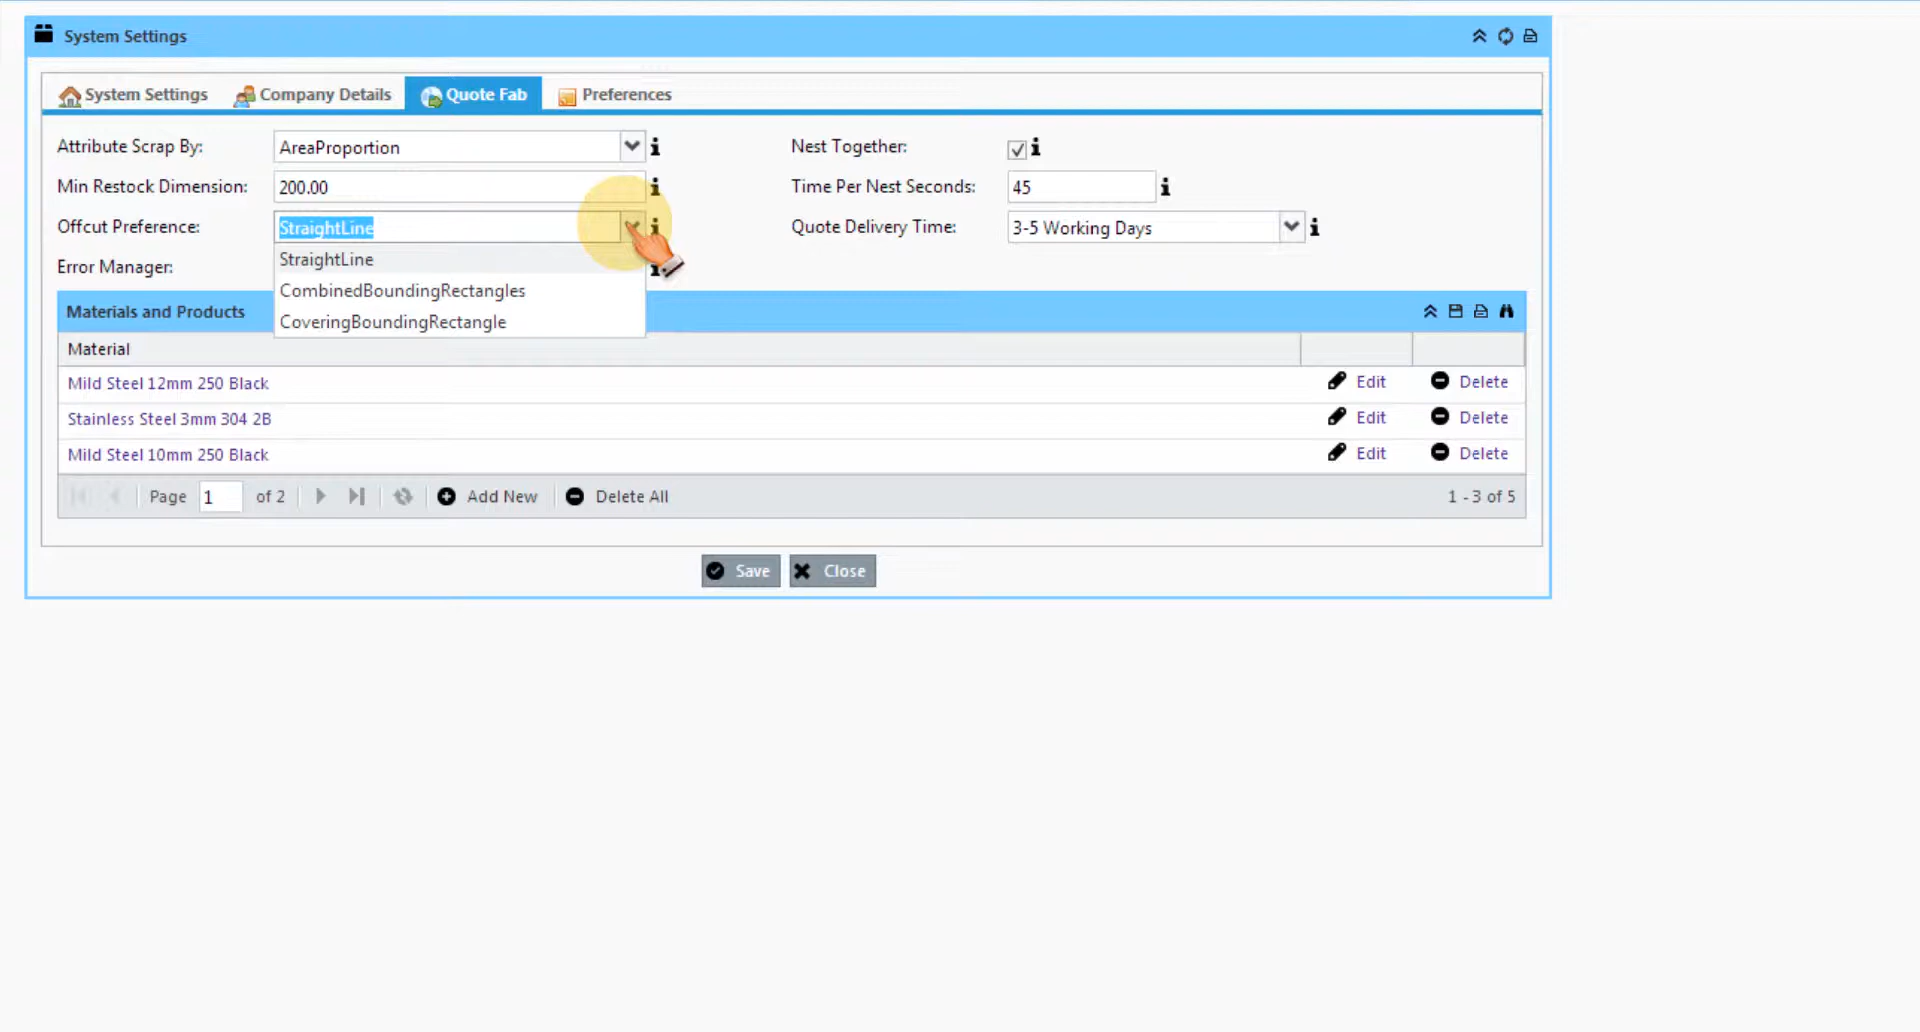 System Settings
System Settings Company Details Quote Fab Preferences
Attribute Scrap By: AreaProportion Nest Together:
Min Restock Dimension: 200.00 Time Per Nest Seconds: 45
Offcut Preference: StraightLine Quote Delivery Time: 3-5 Working Days
StraightLine
Error Manager:
CombinedBoundingRectangles
Materials and Products
CoveringBoundingRectangle
Material
Mild Steel 12mm 250 Black Edit Delete
Stainless Steel 3mm 304 2B Edit Delete
Mild Steel 10mm 250 Black Edit Delete
Page 1 of 2 Add New Delete All 1 - 3 of 5
Save Close